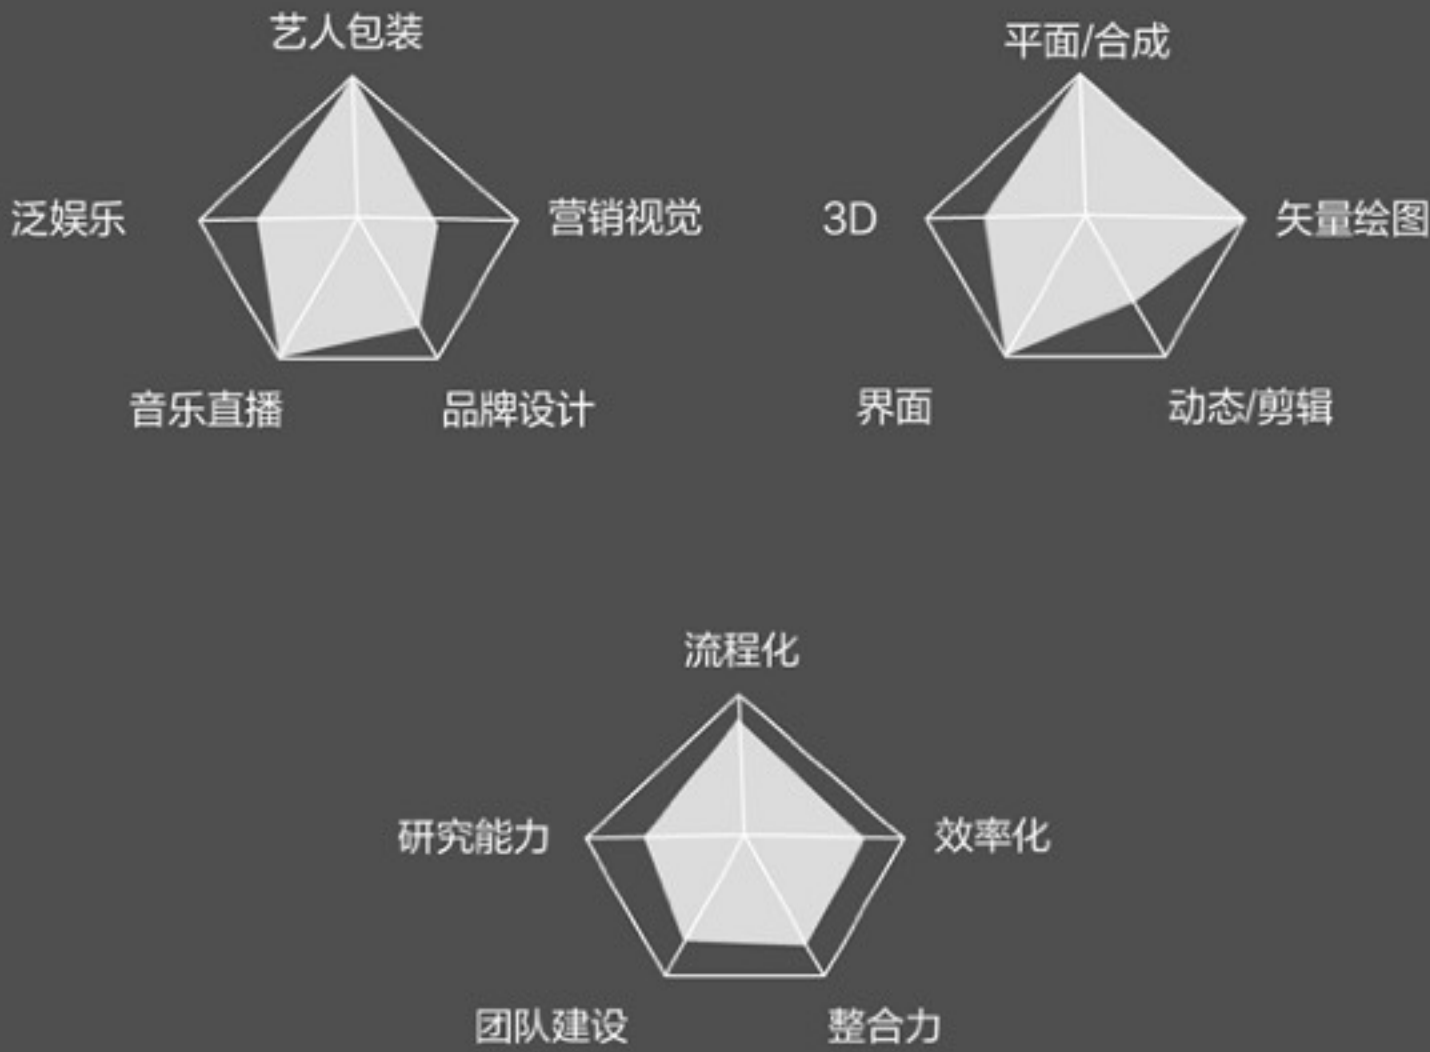 艺人包装
平面/合成
泛娱乐
营销视觉
3D
矢量绘图
音乐直播
品牌设计
界面
动态/剪辑
流程化
研究能力
效率化
团队建设
整合力